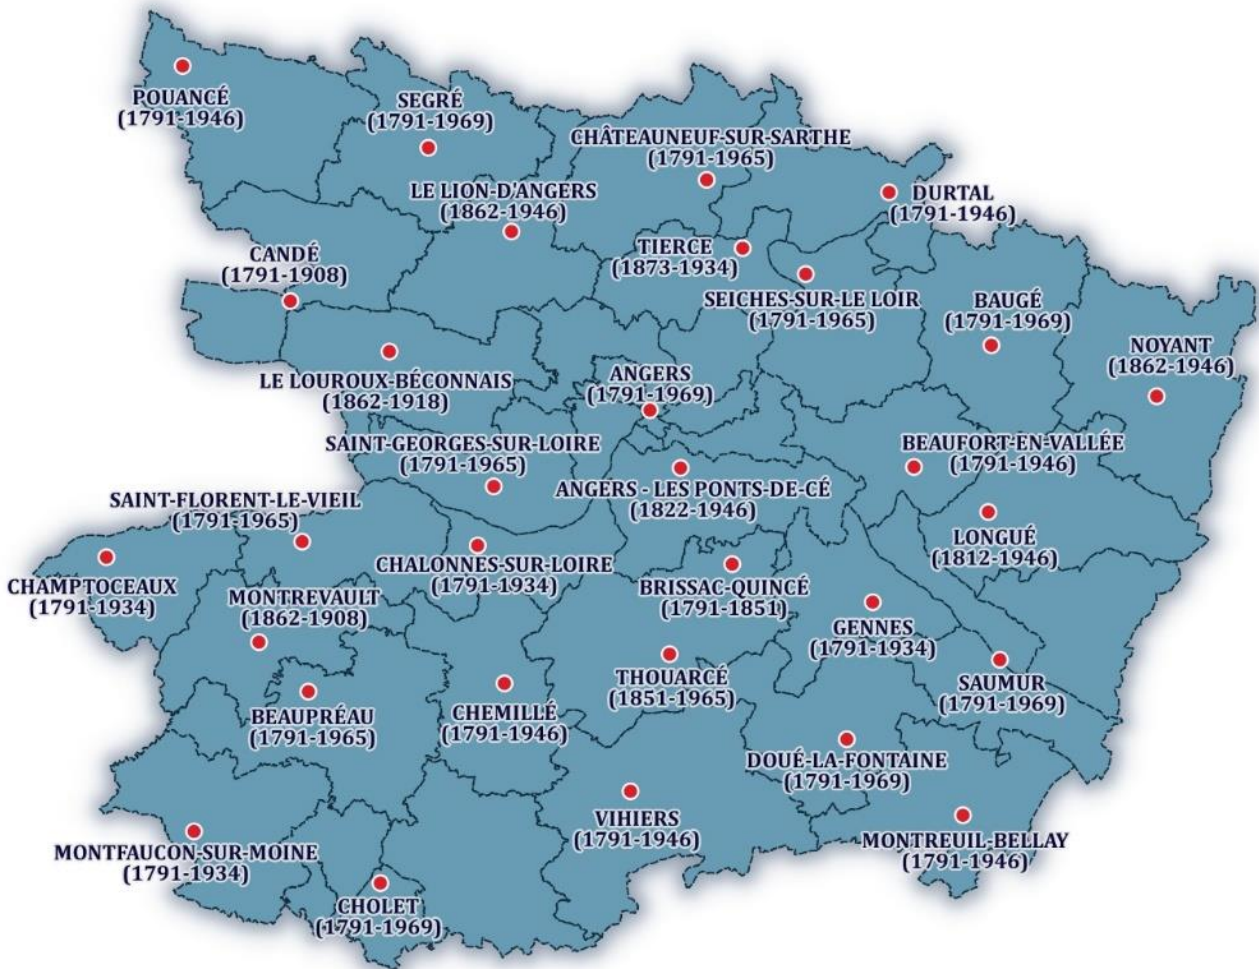 POUANCÉ
(1791-1946)
SEGRÉ
(1791-1969)
CHÂTEAUNEUF-SUR-SARTHE
(1791-1965)
LE LION-D'ANGERS
(1862-1946)
DURTAL
(1791-1946)
CANDÉ
(1791-1908)
TIERCE
(1873-1934)
SEICHES-SUR-LE LOIR
(1791-1965)
BAUGÉ
(1791-1969)
NOYANT
(1862-1946)
LE LOUROUX-BÉCONNAIS
(1862-1918)
ANGERS
(1791-1969)
SAINT-GEORGES-SUR-LOIRE
(1791-1965)
BEAUFORT-EN-VALLÉE
(1791-1946)
ANGERS - LES PONTS-DE-CÉ
(1822-1946)
SAINT-FLORENT-LE-VIEIL
(1791-1965)
LONGUÉ
(1812-1946)
CHALONNES-SUR-LOIRE
(1791-1934)
CHAMPTOCEAUX
(1791-1934)
MONTREVAULT
(1862-1908)
BRISSAC-QUINCÉ
(1791-1851)
GENNES
(1791-1934)
THOUARCÉ
(1851-1965)
SAUMUR
(1791-1969)
BEAUPRÉAU
(1791-1965)
CHEMILLÉ
(1791-1946)
DOUÉ-LA-FONTAINE
(1791-1969)
VIHIERS
(1791-1946)
MONTREUIL-BELLAY
(1791-1946)
MONTFAUCON-SUR-MOINE
(1791-1934)
CHOLET
(1791-1969)